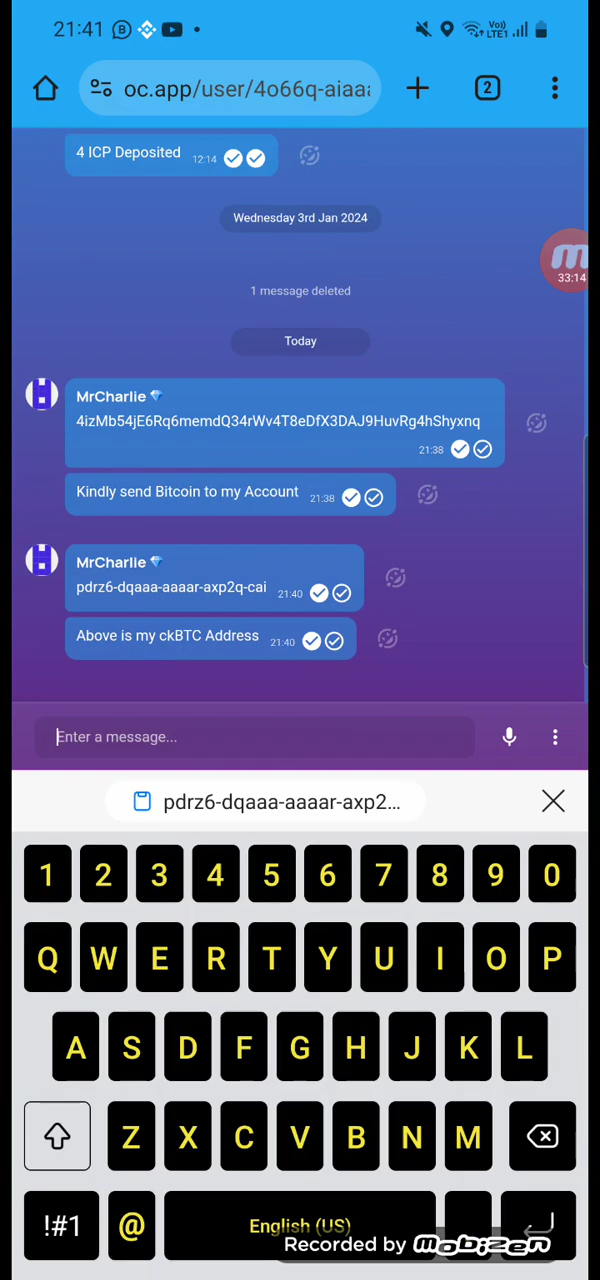 21:41
Vo))
LTE1
oc.app/user/4o66q-aiaaa
2
4 ICP Deposited 12:14
Wednesday 3rd Jan 2024
33:14
1 message deleted
Today
MrCharlie
4izMb54jE6Rq6memdQ34rWv4T8eDfX3DAJ9HuvRg4hShyxnq
21:38
Kindly send Bitcoin to my Account 21:38
MrCharlie
pdrz6-dqaaa-aaaar-axp2q-cai 21:40
Above is my ckBTC Address 21:40
Enter a message...
pdrz6-dqaaa-aaaar-axp2...
1 2 3 4 5 6 7 8 9 0
Q W E R T Y U I O P
A S D F G H J K L
Z X C V B N M
!#1 @ English (US)
Recorded by mobizen